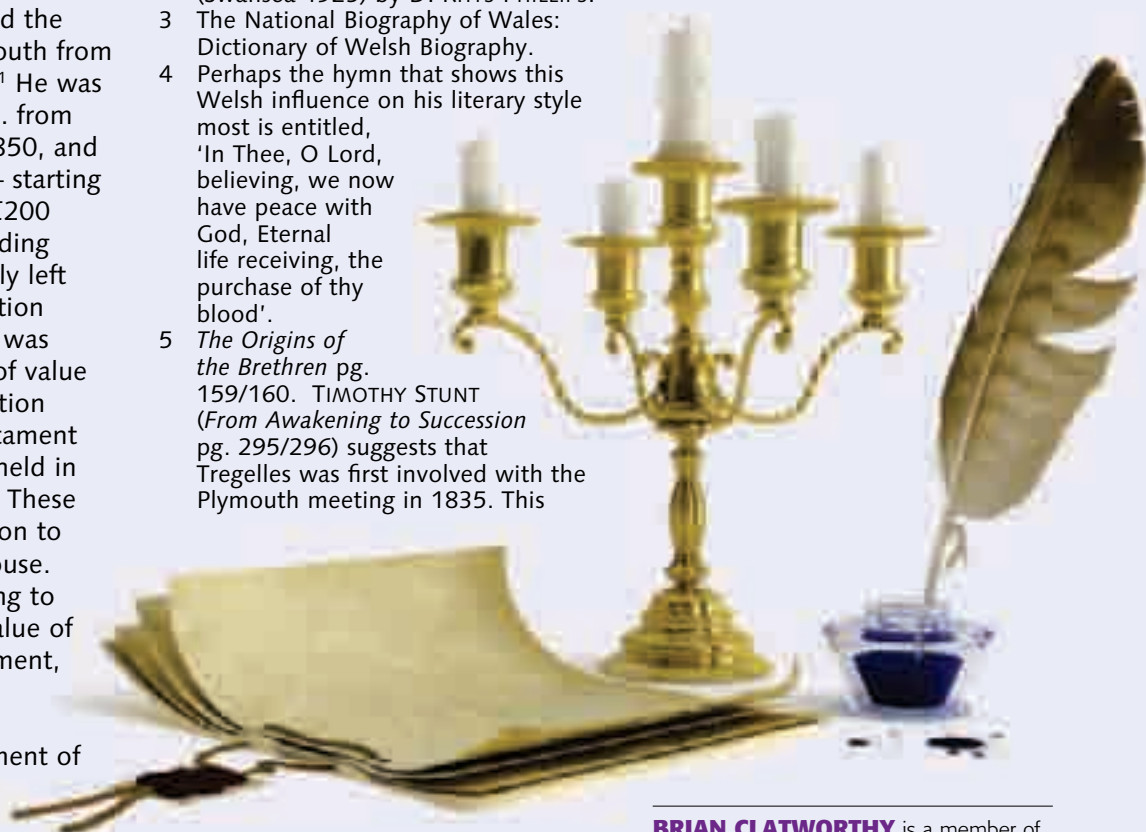 d the
outh from
1 He was
. from
350, and
- starting
£200
ding
ly left
tion
was
of value
tion
tament
held in
These
on to
ouse.
ng to
alue of
ment,
ment of
3 The National Biography of Wales:
Dictionary of Welsh Biography.
4 Perhaps the hymn that shows this
Welsh influence on his literary style
most is entitled,
‘In Thee, O Lord,
believing, we now
have peace with
God, Eternal
life receiving, the
purchase of thy
blood’.
5 The Origins of
the Brethren pg.
159/160. TIMOTHY STUNT
(From Awakening to Succession
pg. 295/296) suggests that
Tregelles was first involved with the
Plymouth meeting in 1835. This
BRIAN CLATWORTHY is a member of